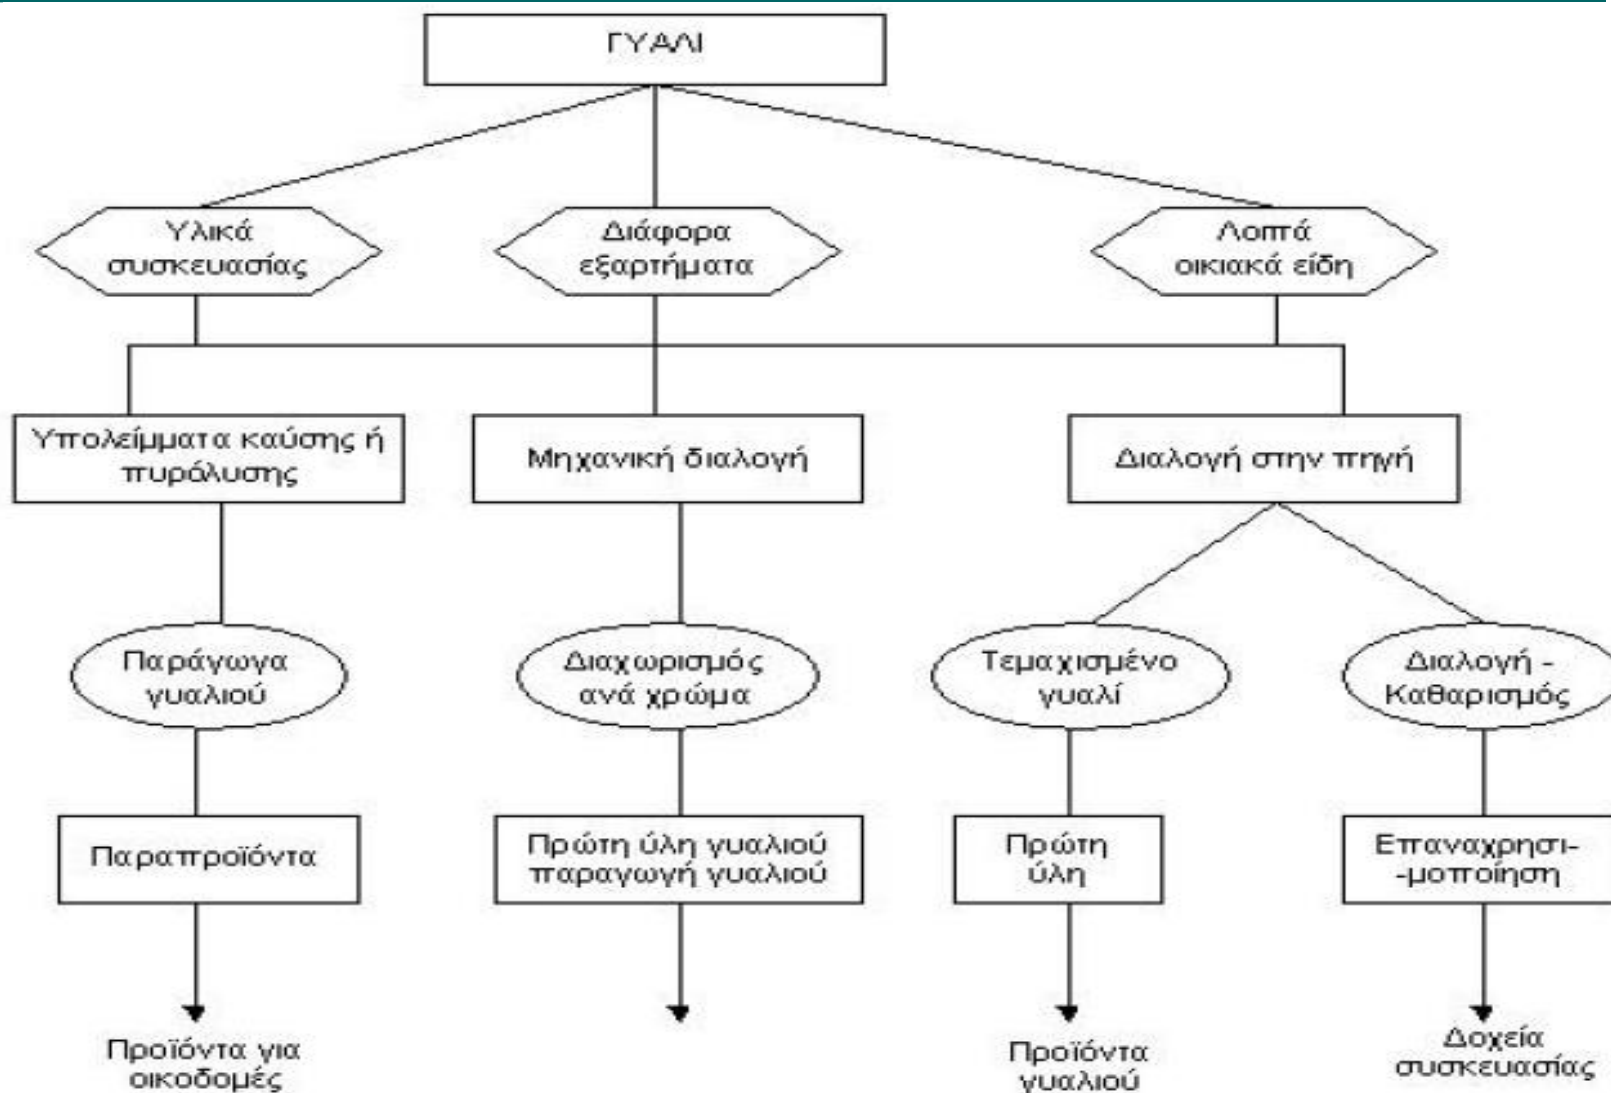 ΓΥΑΛΙ
Υλικά
συσκευασίας
Διάφορα
εξαρτήματα
Λοπτά
οικιακά είδη
Υπολείμματα καύσης ή
πυρόλυσης
Μηχανική διαλογή
Διαλογή στην πηγή
Παράγωγα
γυαλιού
Διαχωρισμός
ανά χρώμα
Τεμαχισμένο
γυαλί
Διαλογή -
Καθαρισμός
Παραπροϊόντα
Πρώτη ύλη γυαλιού
παραγωγή γυαλιού
Πρώτη
ύλη
Επαναχρησι-
-μοποίηση
Προϊόντα για
οικοδομές
Προϊόντα
γυαλιού
Δοχεία
συσκευασίας